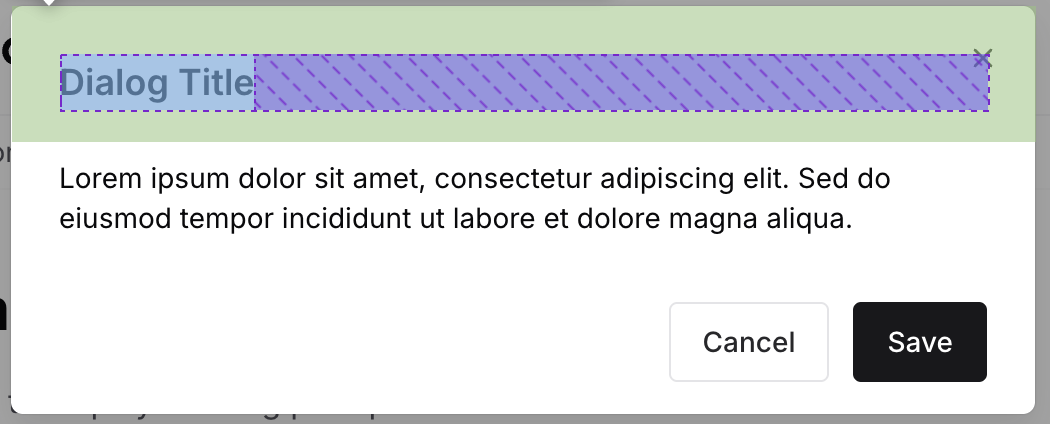 Dialog Title
Lorem ipsum dolor sit amet, consectetur adipiscing elit. Sed do
eiusmod tempor incididunt ut labore et dolore magna aliqua.
Cancel
Save